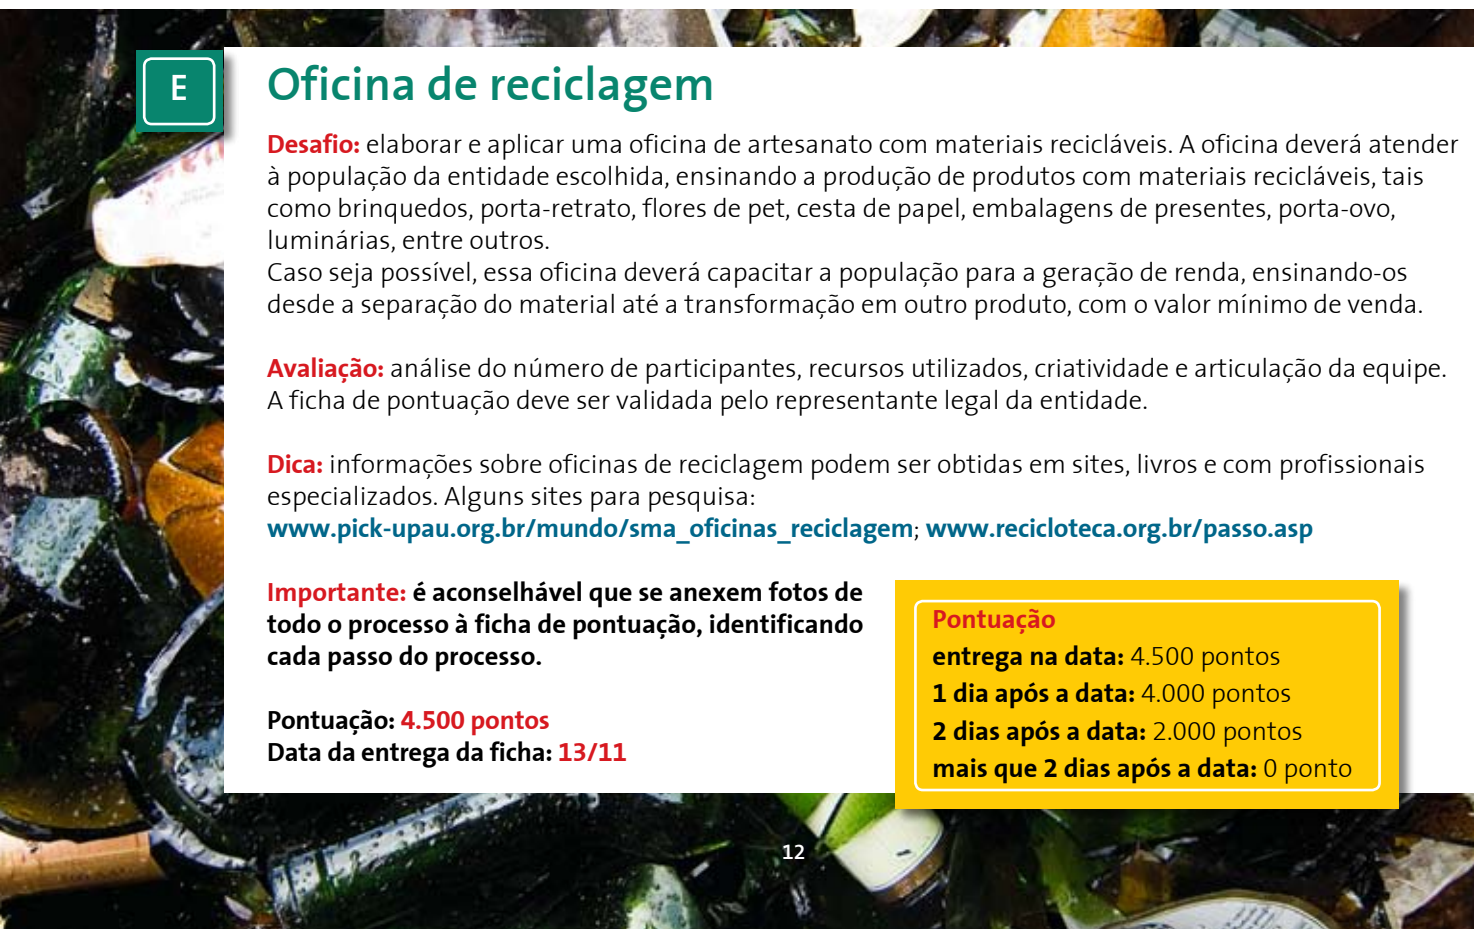 E
Oficina de reciclagem
Desafio: elaborar e aplicar uma oficina de artesanato com materiais recicláveis. A oficina deverá atender
à população da entidade escolhida, ensinando a produção de produtos com materiais recicláveis, tais
como brinquedos, porta-retrato, flores de pet, cesta de papel, embalagens de presentes, porta-ovo,
luminárias, entre outros.
Caso seja possível, essa oficina deverá capacitar a população para a geração de renda, ensinando-os
desde a separação do material até a transformação em outro produto, com o valor mínimo de venda.
Avaliação: análise do número de participantes, recursos utilizados, criatividade e articulação da equipe.
A ficha de pontuação deve ser validada pelo representante legal da entidade.
Dica: informações sobre oficinas de reciclagem podem ser obtidas em sites, livros e com profissionais
especializados. Alguns sites para pesquisa:
www.pick-upau.org.br/mundo/sma_oficinas_reciclagem; www.recicloteca.org.br/passo.asp
Importante: é aconselhável que se anexem fotos de
todo o processo à ficha de pontuação, identificando
cada passo do processo.
Pontuação: 4.500 pontos
Data da entrega da ficha: 13/11
Pontuação
entrega na data: 4.500 pontos
1 dia após a data: 4.000 pontos
2 dias após a data: 2.000 pontos
mais que 2 dias após a data: 0 ponto
12